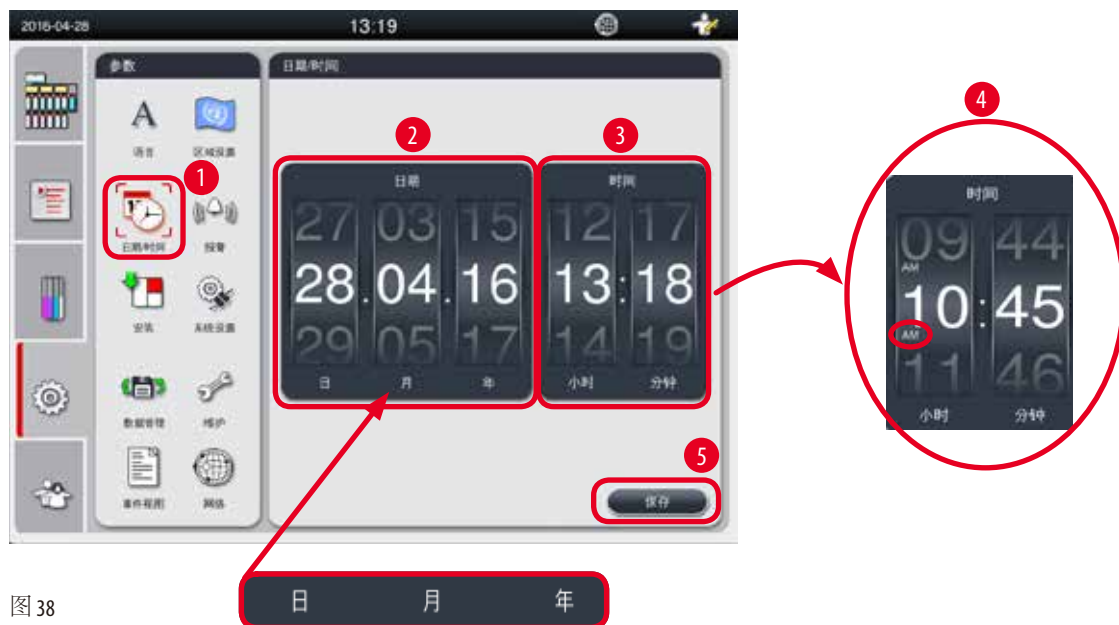 2016-04-28 13:19
参数
日期/时间
语言 区域设置
1
日期/时间 报警
安装 系统设置
数据管理 维护
事件视图 网络
2
日期
27 03 15
28.04.16
29 05 17
日 月 年
3
时间
12 17
13:18
14 19
小时 分钟
5
保存
4
时间
09 44
AM
10:45
AM
11 46
小时 分钟
日 月 年
图 38